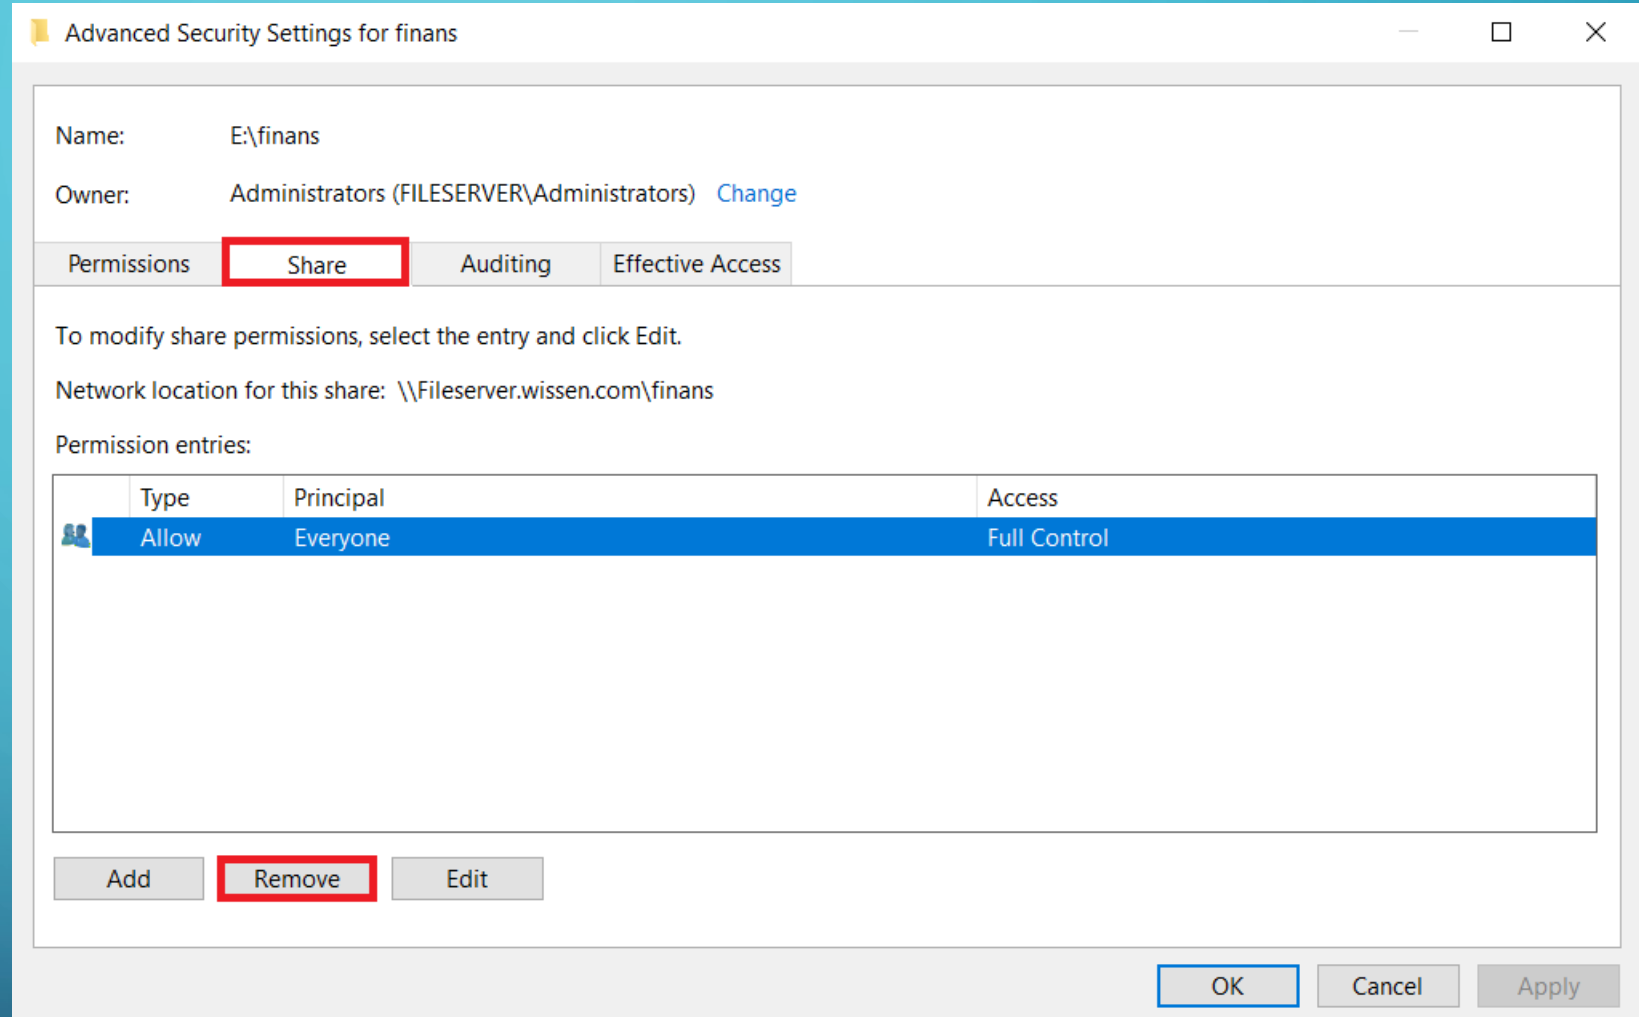 Advanced Security Settings for finans
Name: E:\finans
Owner: Administrators (FILESERVER\Administrators) Change
Permissions Share Auditing Effective Access
To modify share permissions, select the entry and click Edit.
Network location for this share: \\Fileserver.wissen.com\finans
Permission entries:
Type Principal Access
Allow Everyone Full Control
Add Remove Edit
OK Cancel Apply